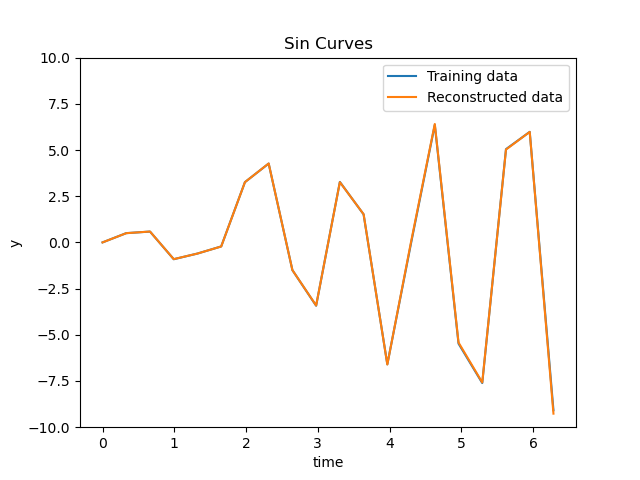 Sin Curves
Training data
Reconstructed data
10.0
7.5
5.0
2.5
0.0
−2.5
−5.0
−7.5
−10.0
y
0 1 2 3 4 5 6
time